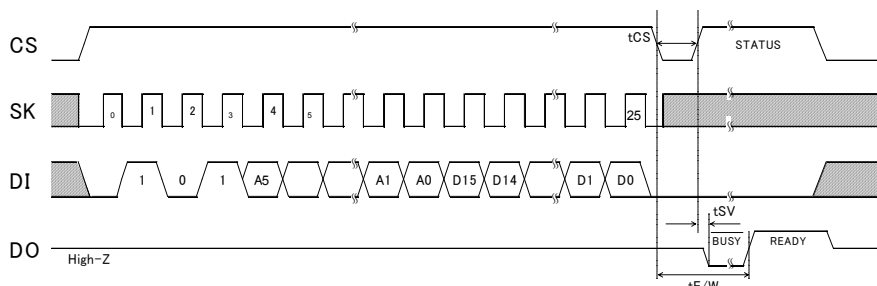 CS tCS STATUS
SK 0 1 2 3 4 5 25
DI 1 0 1 A5 A1 A0 D15 D14 D1 D0
tSV
DO High-Z BUSY READY
tE/W